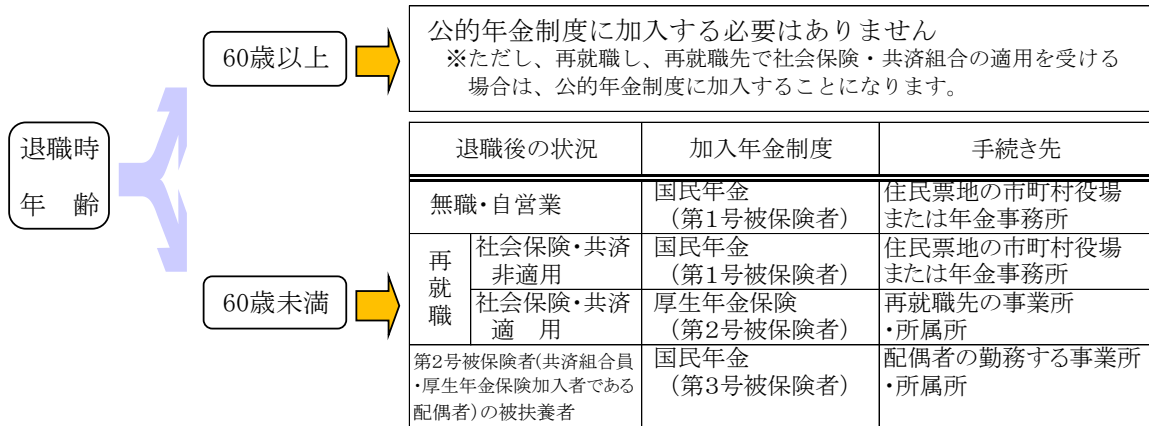 退職時
年　齢
60歳以上
公的年金制度に加入する必要はありません
※ただし、再就職し、再就職先で社会保険・共済組合の適用を受ける
場合は、公的年金制度に加入することになります。
60歳未満
退職後の状況
加入年金制度
手続き先
無職・自営業
国民年金
(第1号被保険者)
住民票地の市町村役場
または年金事務所
再就職
社会保険・共済
非適用
国民年金
(第1号被保険者)
住民票地の市町村役場
または年金事務所
社会保険・共済
適　用
厚生年金保険
(第2号被保険者)
再就職先の事業所
・所属所
第2号被保険者(共済組合員
・厚生年金保険加入者である
配偶者)の被扶養者
国民年金
(第3号被保険者)
配偶者の勤務する事業所
・所属所